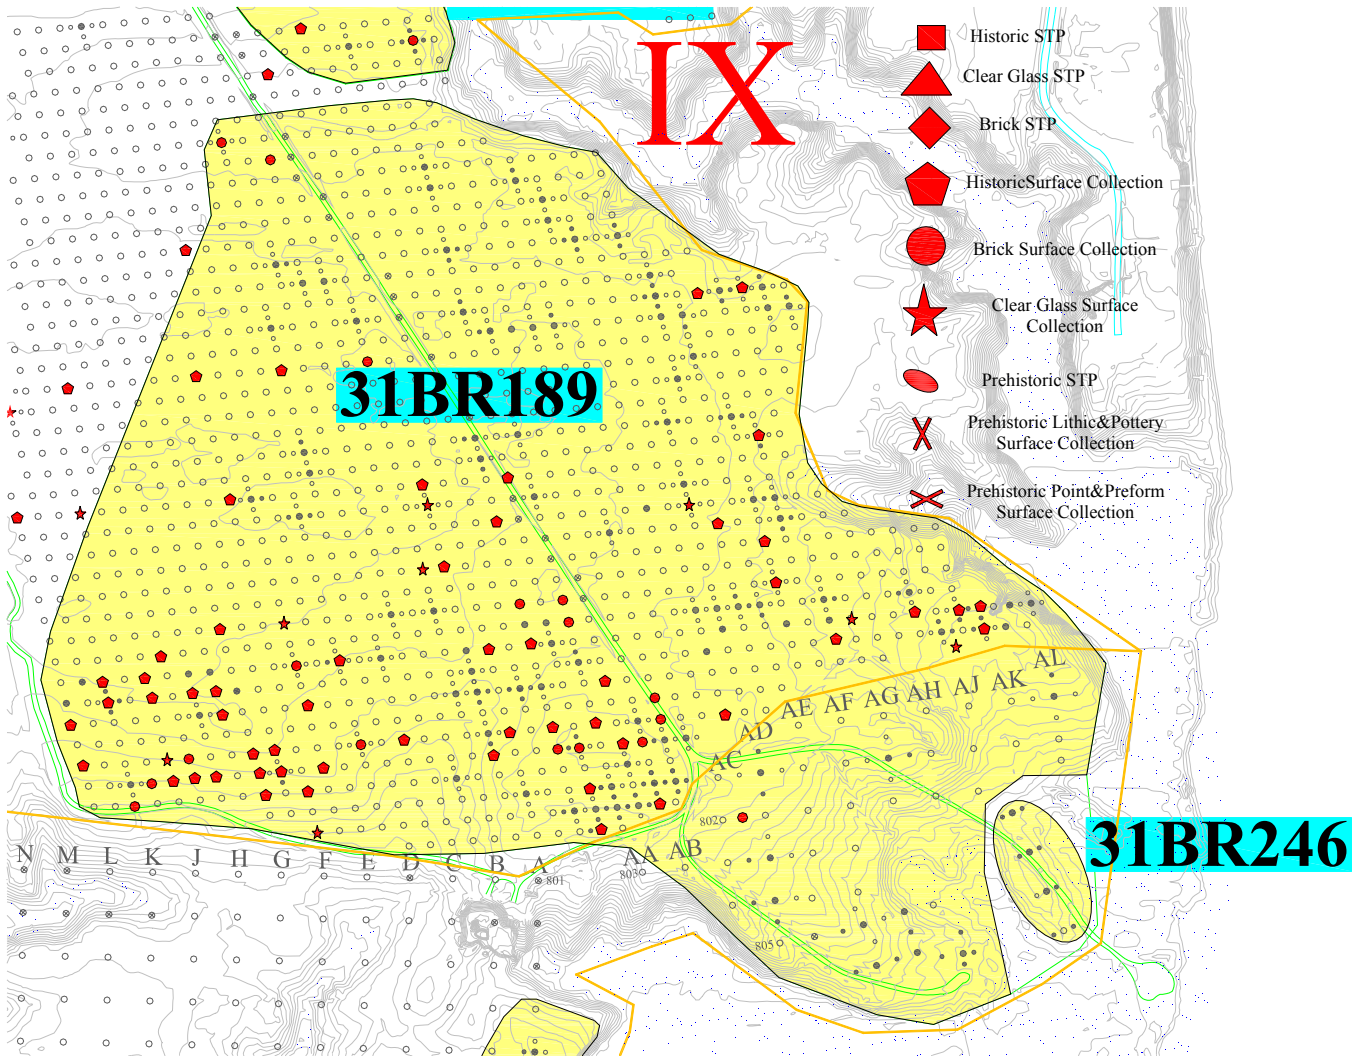 IX
Historic STP
Clear Glass STP
Brick STP
HistoricSurface Collection
Brick Surface Collection
Clear Glass Surface
Collection
Prehistoric STP
Prehistoric Lithic&Pottery
Surface Collection
Prehistoric Point&Preform
Surface Collection
31BR189
AL
AK
AJ
AH
AG
AF
AE
AD
AC
802
31BR246
N M L K J H G F E D C B A AA AB
801
803
805